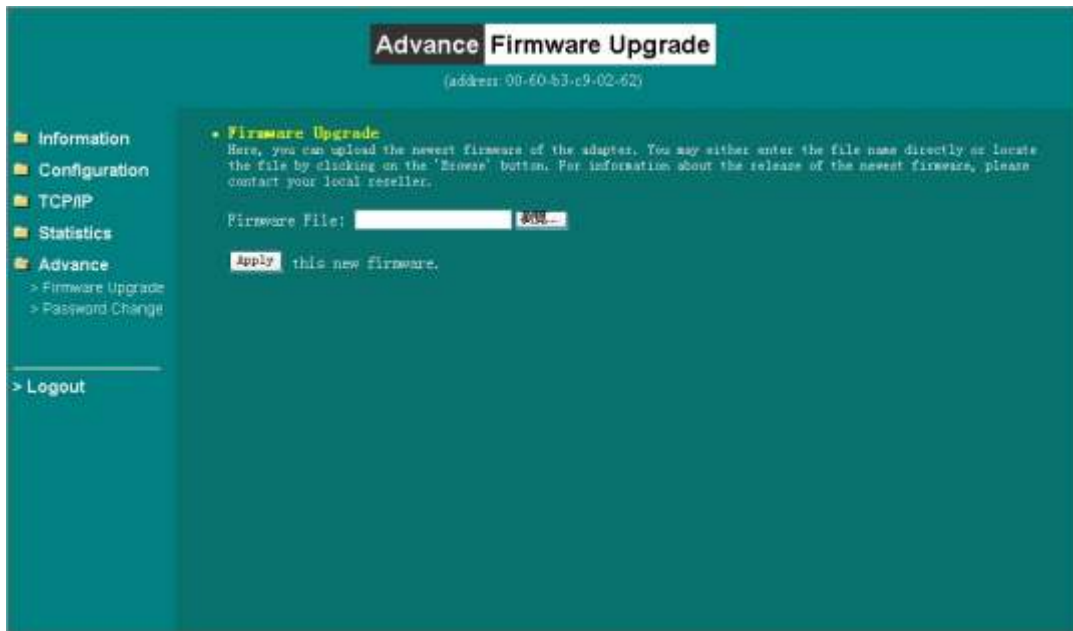 Advance Firmware Upgrade
(address: 00-60-b3-c9-02-62)
Information
Configuration
TCP/IP
Statistics
Advance
> Firmware Upgrade
> Password Change
> Logout
• Firmware Upgrade
Here, you can upload the newest firmware of the adapter. You may either enter the file name directly or locate
the file by clicking on the 'Browse' button. For information about the release of the newest firmware, please
contact your local reseller.
Firmware File:
Apply this new firmware.